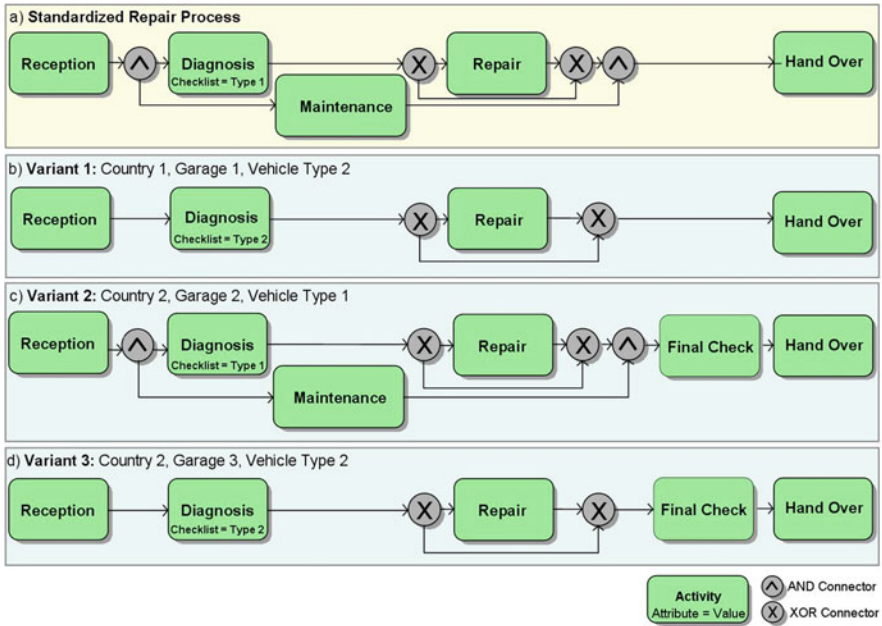 a) Standardized Repair Process
Reception
Diagnosis
Checklist = Type 1
Maintenance
X
Repair
X
Hand Over
b) Variant 1: Country 1, Garage 1, Vehicle Type 2
Reception
Diagnosis
Checklist = Type 2
X
Repair
X
Hand Over
c) Variant 2: Country 2, Garage 2, Vehicle Type 1
Reception
Diagnosis
Checklist = Type 1
Maintenance
X
Repair
X
Final Check
Hand Over
d) Variant 3: Country 2, Garage 3, Vehicle Type 2
Reception
Diagnosis
Checklist = Type 2
X
Repair
X
Final Check
Hand Over
Activity
Attribute = Value
AND Connector
X XOR Connector